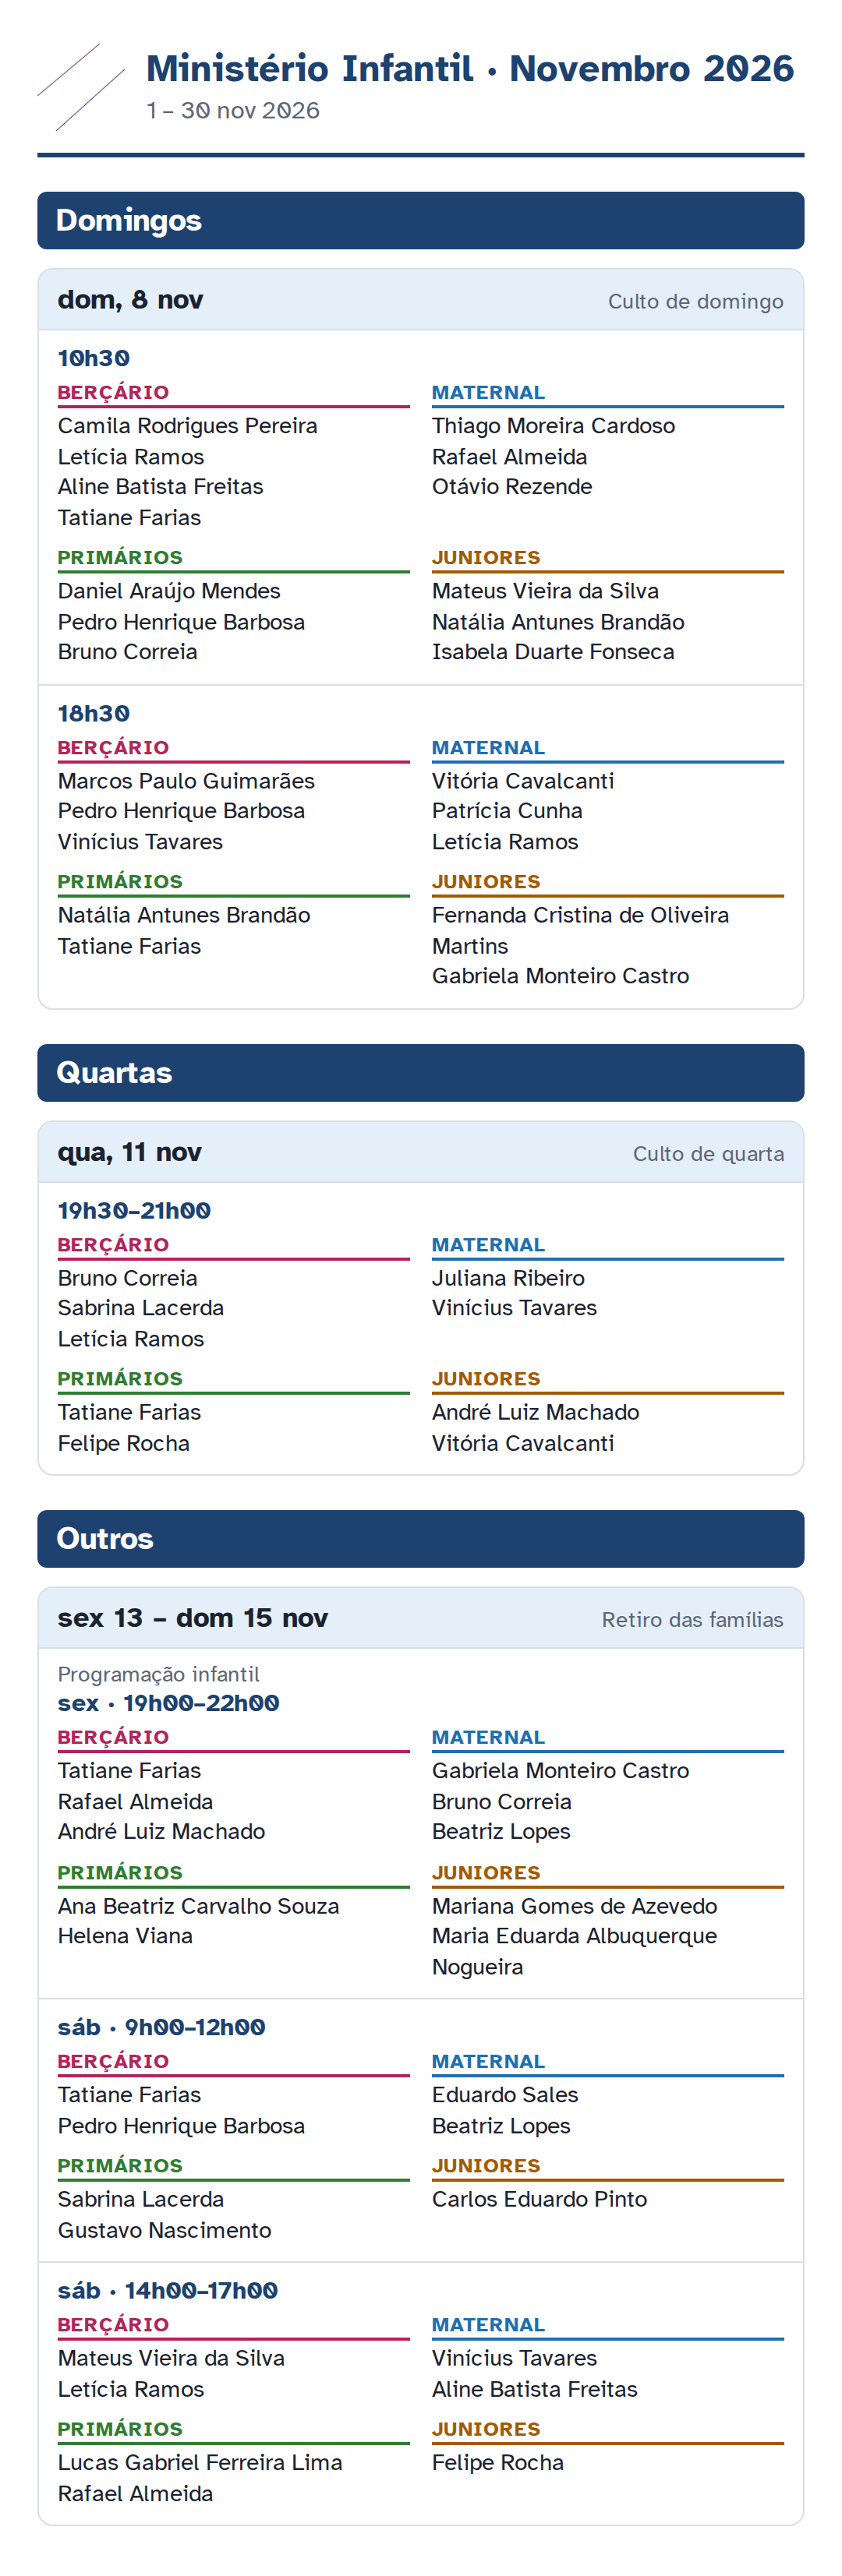 Ministério Infantil · Novembro 2026
1 – 30 nov 2026
Domingos
dom, 8 nov
Culto de domingo
10h30
BERÇÁRIO
Camila Rodrigues Pereira
Letícia Ramos
Aline Batista Freitas
Tatiane Farias
MATERNAL
Thiago Moreira Cardoso
Rafael Almeida
Otávio Rezende
PRIMÁRIOS
Daniel Araújo Mendes
Pedro Henrique Barbosa
Bruno Correia
JUNIORES
Mateus Vieira da Silva
Natália Antunes Brandão
Isabela Duarte Fonseca
18h30
BERÇÁRIO
Marcos Paulo Guimarães
Pedro Henrique Barbosa
Vinícius Tavares
MATERNAL
Vitória Cavalcanti
Patrícia Cunha
Letícia Ramos
PRIMÁRIOS
Natália Antunes Brandão
Tatiane Farias
JUNIORES
Fernanda Cristina de Oliveira
Martins
Gabriela Monteiro Castro
Quartas
qua, 11 nov
Culto de quarta
19h30–21h00
BERÇÁRIO
Bruno Correia
Sabrina Lacerda
Letícia Ramos
MATERNAL
Juliana Ribeiro
Vinícius Tavares
PRIMÁRIOS
Tatiane Farias
Felipe Rocha
JUNIORES
André Luiz Machado
Vitória Cavalcanti
Outros
sex 13 – dom 15 nov
Retiro das famílias
Programação infantil
sex · 19h00–22h00
BERÇÁRIO
Tatiane Farias
Rafael Almeida
André Luiz Machado
MATERNAL
Gabriela Monteiro Castro
Bruno Correia
Beatriz Lopes
PRIMÁRIOS
Ana Beatriz Carvalho Souza
Helena Viana
JUNIORES
Mariana Gomes de Azevedo
Maria Eduarda Albuquerque
Nogueira
sáb · 9h00–12h00
BERÇÁRIO
Tatiane Farias
Pedro Henrique Barbosa
MATERNAL
Eduardo Sales
Beatriz Lopes
PRIMÁRIOS
Sabrina Lacerda
Gustavo Nascimento
JUNIORES
Carlos Eduardo Pinto
sáb · 14h00–17h00
BERÇÁRIO
Mateus Vieira da Silva
Letícia Ramos
MATERNAL
Vinícius Tavares
Aline Batista Freitas
PRIMÁRIOS
Lucas Gabriel Ferreira Lima
Rafael Almeida
JUNIORES
Felipe Rocha